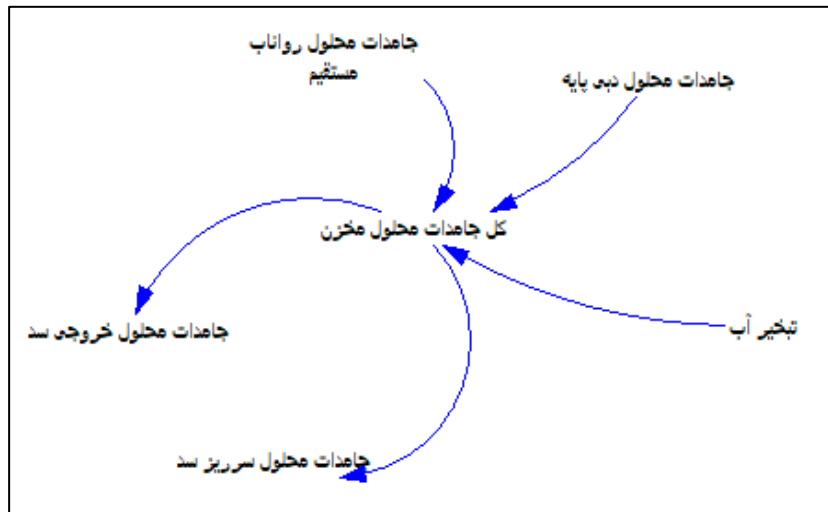 جامدات محلول رواناب
مستقیم
جامدات محلول دبی پایه
کل جامدات محلول مخزن
تبخیر آب
جامدات محلول خروجی سد
جامدات محلول سرریز سد